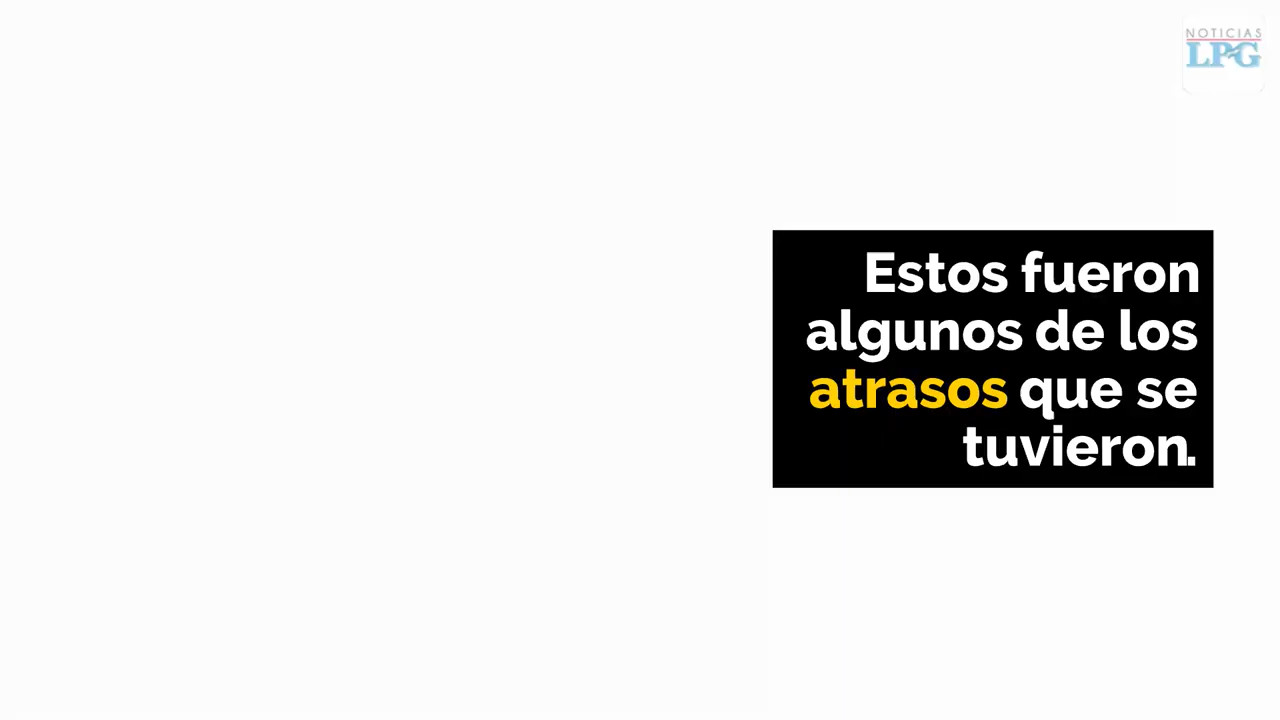 NOTICIAS
LPG
Estos fueron
algunos de los
atrasos que se
tuvieron.